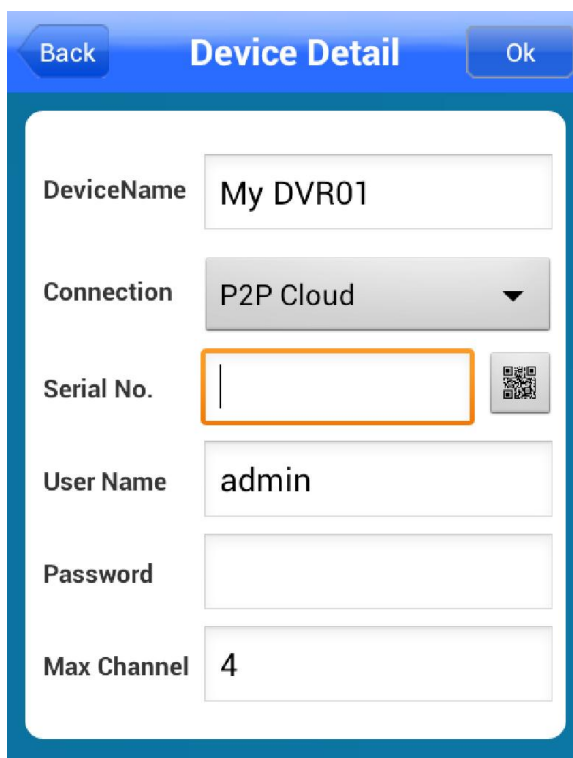 Back Device Detail Ok
DeviceName My DVR01
Connection P2P Cloud
Serial No.
User Name admin
Password
Max Channel 4